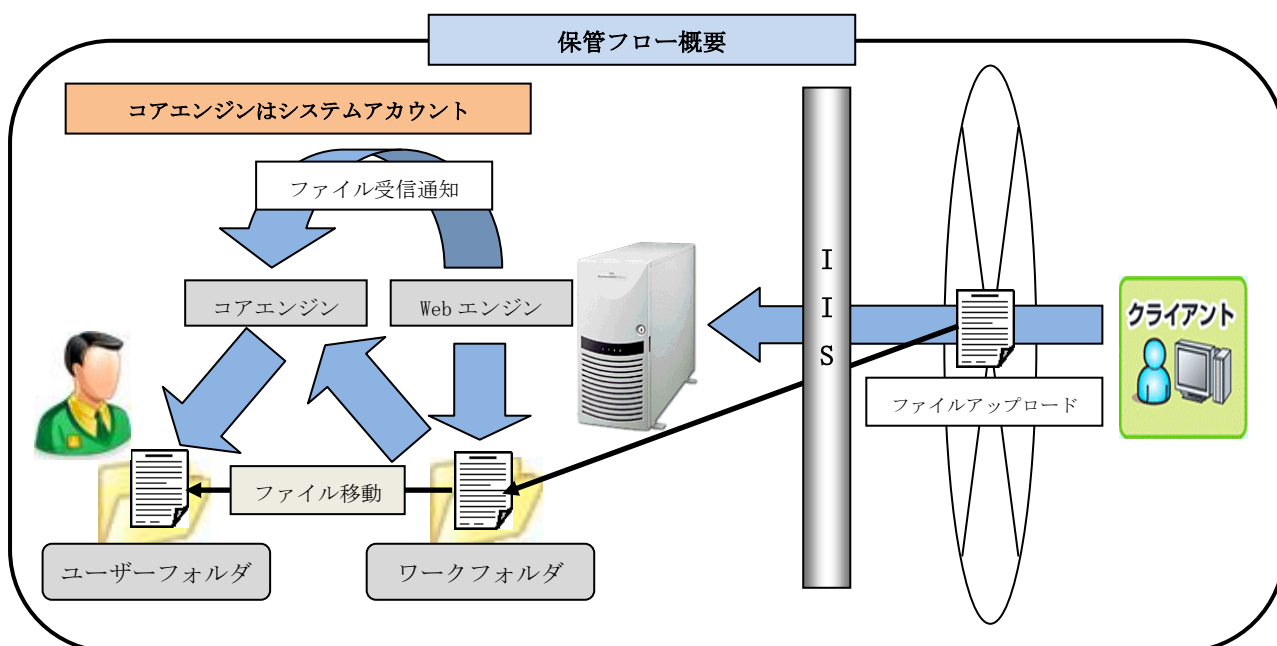 保管フロー概要
コアエンジンはシステムアカウント
ファイル受信通知
コアエンジン
Web エンジン
IIS
クライアント
ファイルアップロード
ファイル移動
ユーザーフォルダ
ワークフォルダ